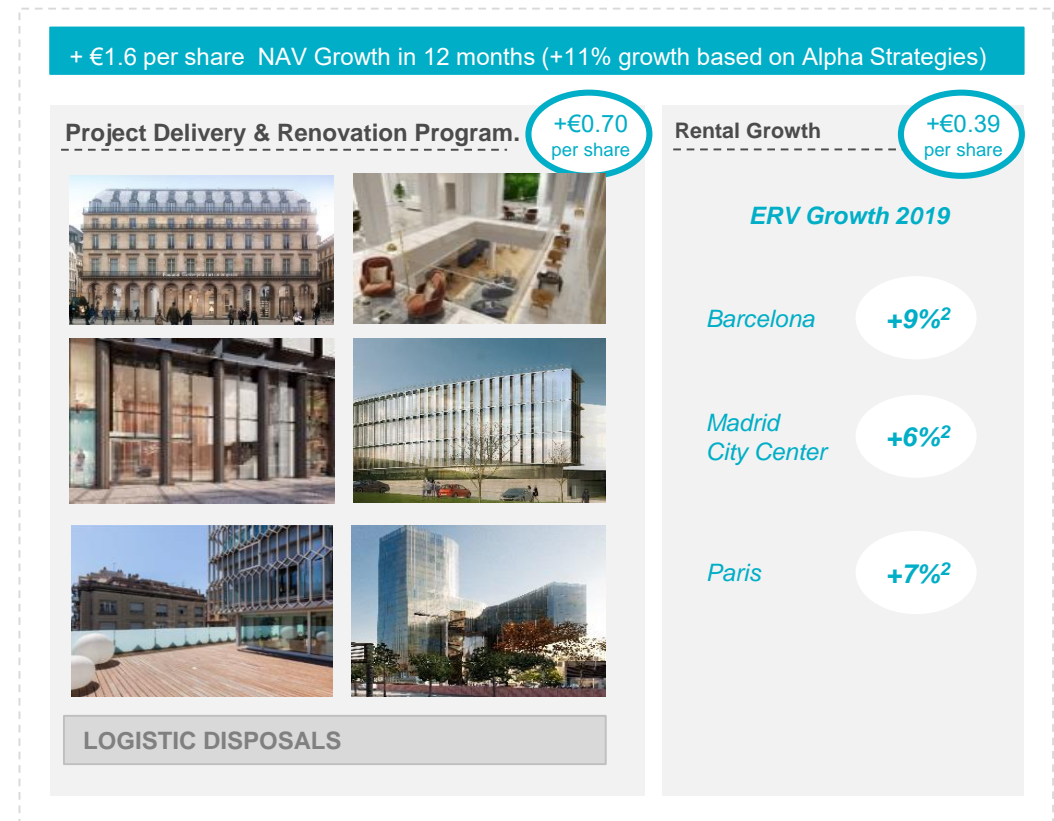 + €1.6 per share NAV Growth in 12 months (+11% growth based on Alpha Strategies)
Project Delivery & Renovation Program.
+€0.70
per share
LOGISTIC DISPOSALS
Rental Growth
+€0.39
per share
ERV Growth 2019
Barcelona +9%²
Madrid
City Center +6%²
Paris +7%²